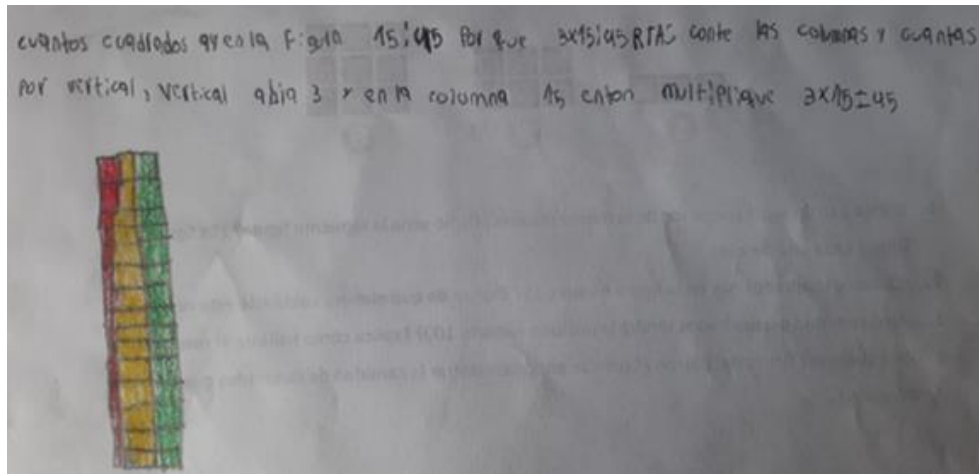 cuantos cuadrados ay en la Figura 15: 45 Por que 3x15:45 RTA: conte las columnas y cuantas
por vertical, vertical abia 3 y en la columna 15 enton multiplique 3x15=45